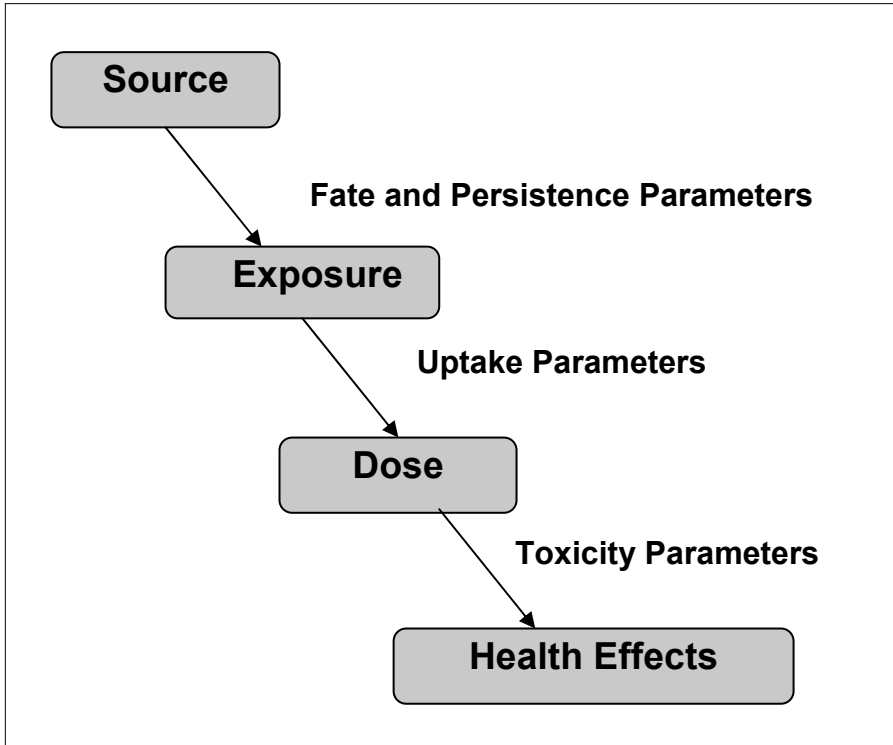 Source
Fate and Persistence Parameters
Exposure
Uptake Parameters
Dose
Toxicity Parameters
Health Effects